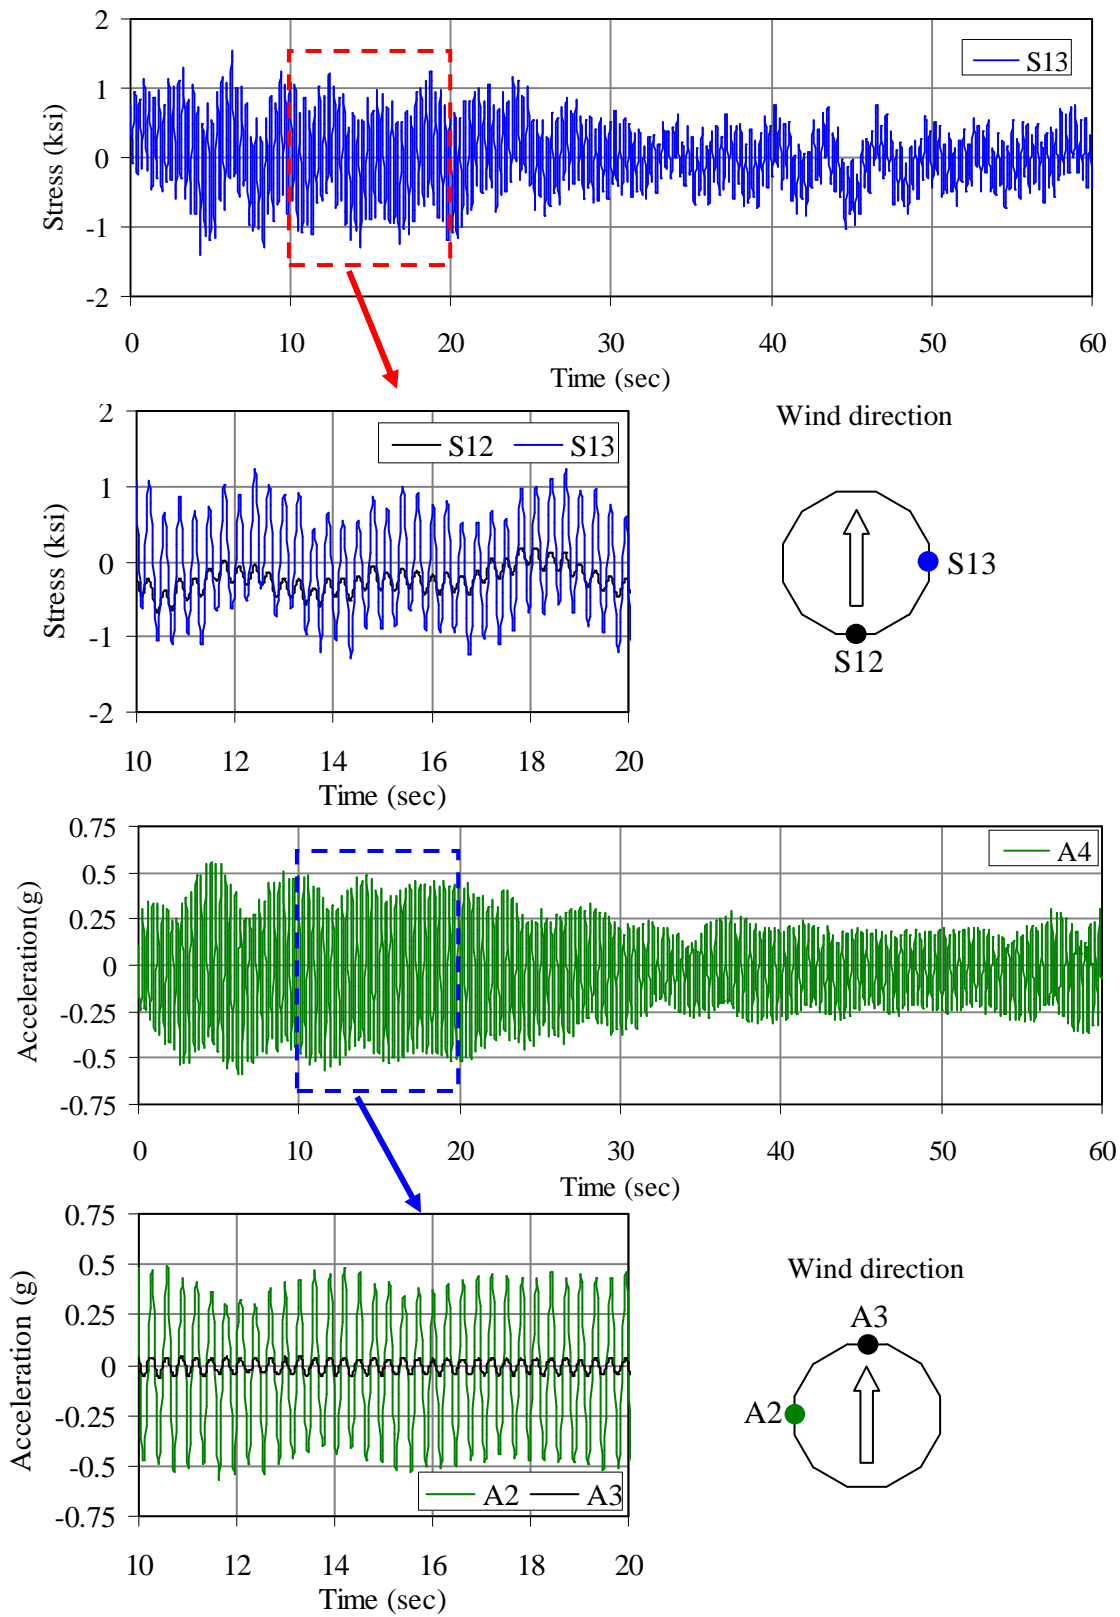 2
1
0
-1
-2
Stress (ksi)
S13
0 10 20 30 40 50 60
Time (sec)
2
1
0
-1
-2
Stress (ksi)
S12 S13
10 12 14 16 18 20
Time (sec)
Wind direction
S13
S12
0.75
0.5
0.25
0
-0.25
-0.5
-0.75
Acceleration(g)
A4
0 10 20 30 40 50 60
Time (sec)
0.75
0.5
0.25
0
-0.25
-0.5
-0.75
Acceleration (g)
A2 A3
10 12 14 16 18 20
Time (sec)
Wind direction
A3
A2